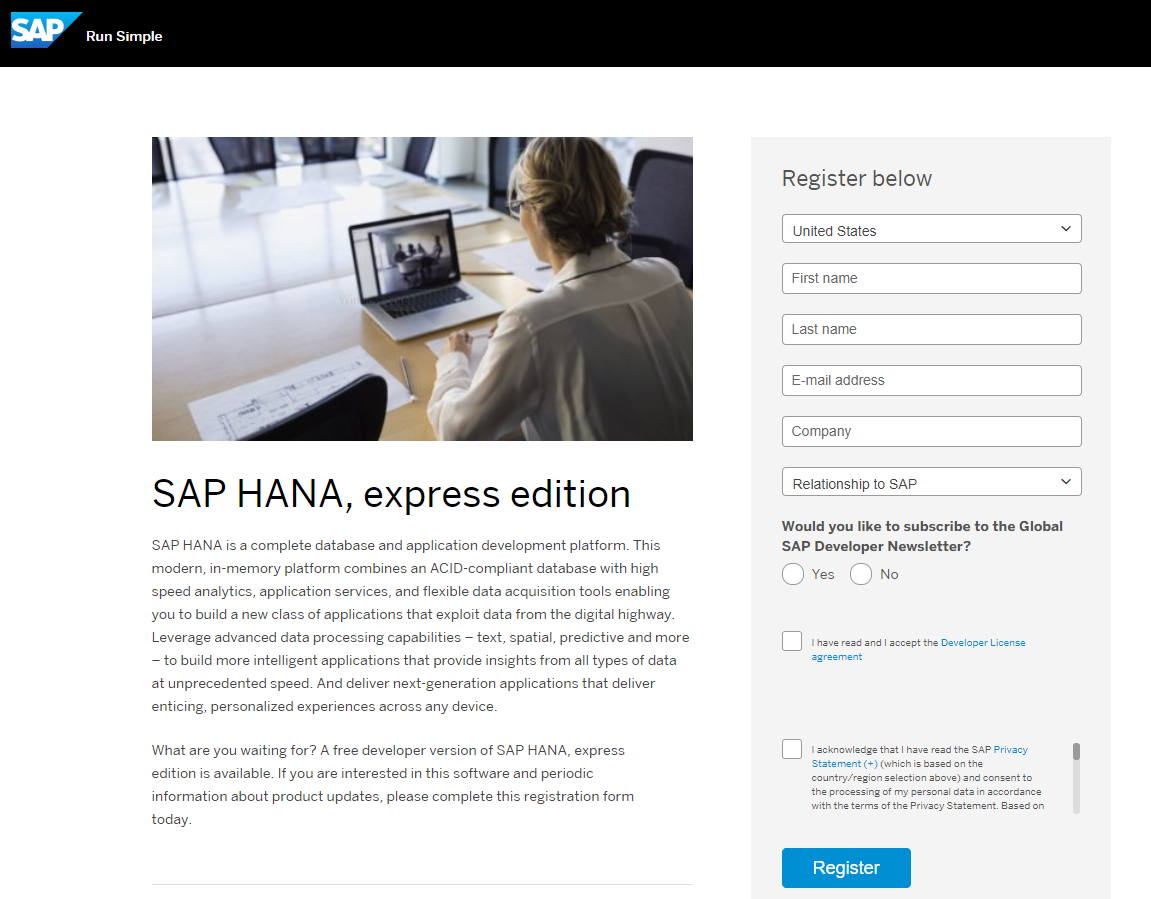 SAP
Run Simple
SAP HANA, express edition
SAP HANA is a complete database and application development platform. This
modern, in-memory platform combines an ACID-compliant database with high
speed analytics, application services, and flexible data acquisition tools enabling
you to build a new class of applications that exploit data from the digital highway.
Leverage advanced data processing capabilities – text, spatial, predictive and more
– to build more intelligent applications that provide insights from all types of data
at unprecedented speed. And deliver next-generation applications that deliver
enticing, personalized experiences across any device.
What are you waiting for? A free developer version of SAP HANA, express
edition is available. If you are interested in this software and periodic
information about product updates, please complete this registration form
today.
Register below
United States
First name
Last name
E-mail address
Company
Relationship to SAP
Would you like to subscribe to the Global
SAP Developer Newsletter?
Yes No
I have read and I accept the Developer License
agreement
I acknowledge that I have read the SAP Privacy
Statement (+) (which is based on the
country/region selection above) and consent to
the processing of my personal data in accordance
with the terms of the Privacy Statement. Based on
Register